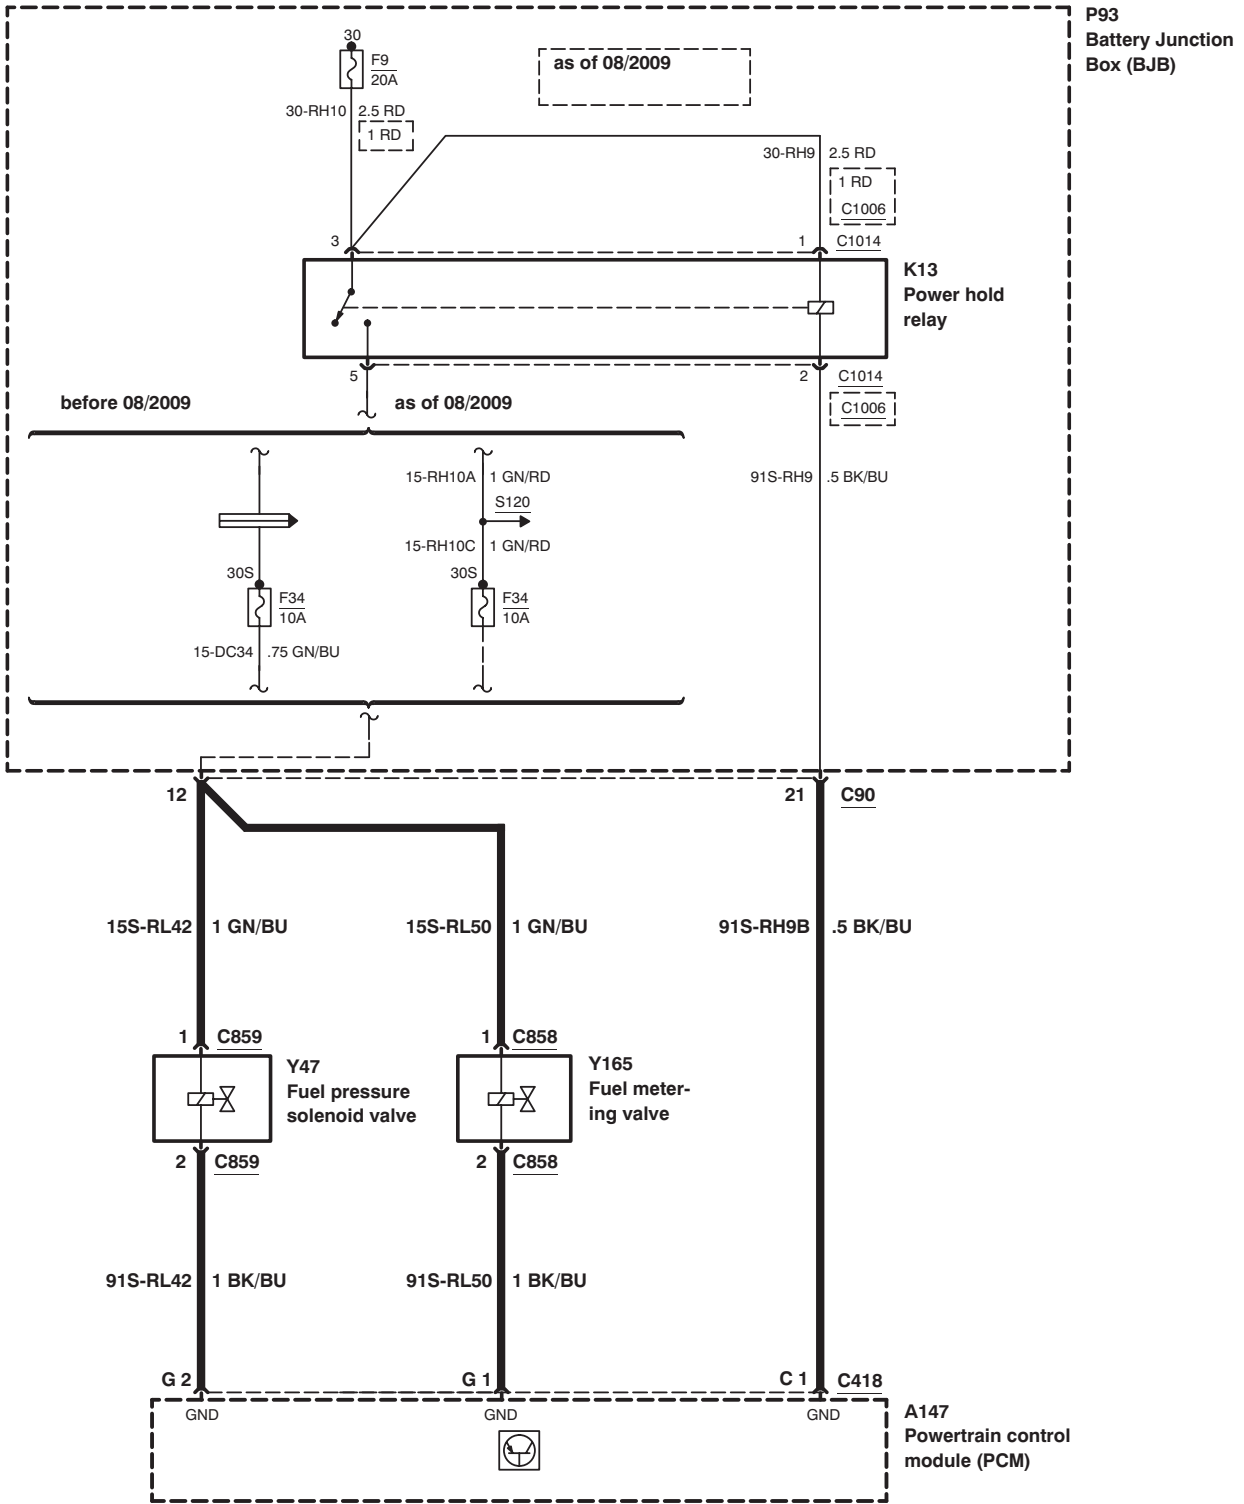 P93
Battery Junction
Box (BJB)
30
F9
20A
as of 08/2009
30-RH10 2.5 RD
1 RD
30-RH9 2.5 RD
1 RD
C1006
3
1 C1014
K13
Power hold
relay
5
2 C1014
C1006
before 08/2009
as of 08/2009
15-RH10A 1 GN/RD
91S-RH9 .5 BK/BU
S120
15-RH10C 1 GN/RD
30S
30S
F34
10A
F34
10A
15-DC34 .75 GN/BU
12
21 C90
15S-RL42 1 GN/BU
15S-RL50 1 GN/BU
91S-RH9B .5 BK/BU
1 C859
1 C858
Y47
Fuel pressure
solenoid valve
Y165
Fuel meter-
ing valve
2 C859
2 C858
91S-RL42 1 BK/BU
91S-RL50 1 BK/BU
G 2
G 1
C 1 C418
GND
GND
GND
A147
Powertrain control
module (PCM)